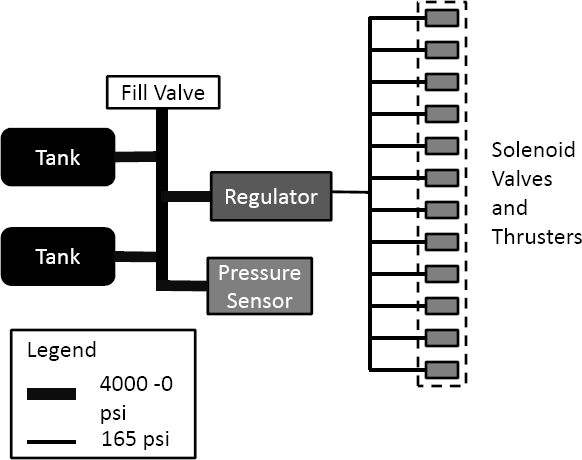 Fill Valve
Tank
Regulator
Tank
Pressure
Sensor
Solenoid
Valves
and
Thrusters
Legend
4000 -0
psi
165 psi